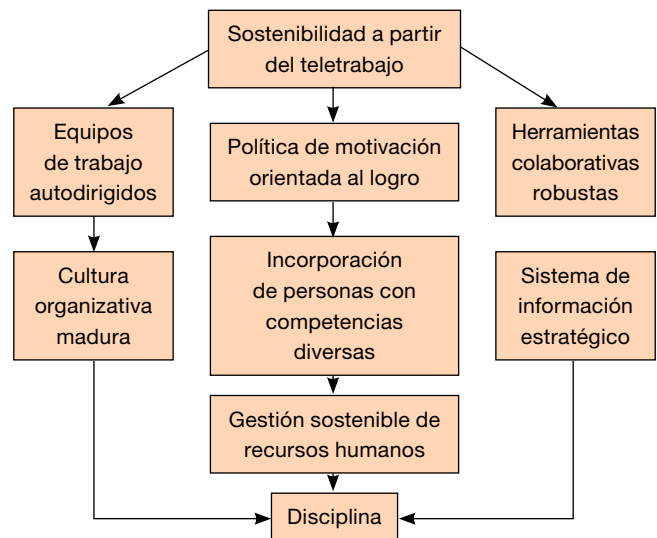 Sostenibilidad a partir
del teletrabajo
Equipos
de trabajo
autodirigidos
Política de motivación
orientada al logro
Herramientas
colaborativas
robustas
Cultura
organizativa
madura
Incorporación
de personas con
competencias
diversas
Sistema de
información
estratégico
Gestión sostenible de
recursos humanos
Disciplina